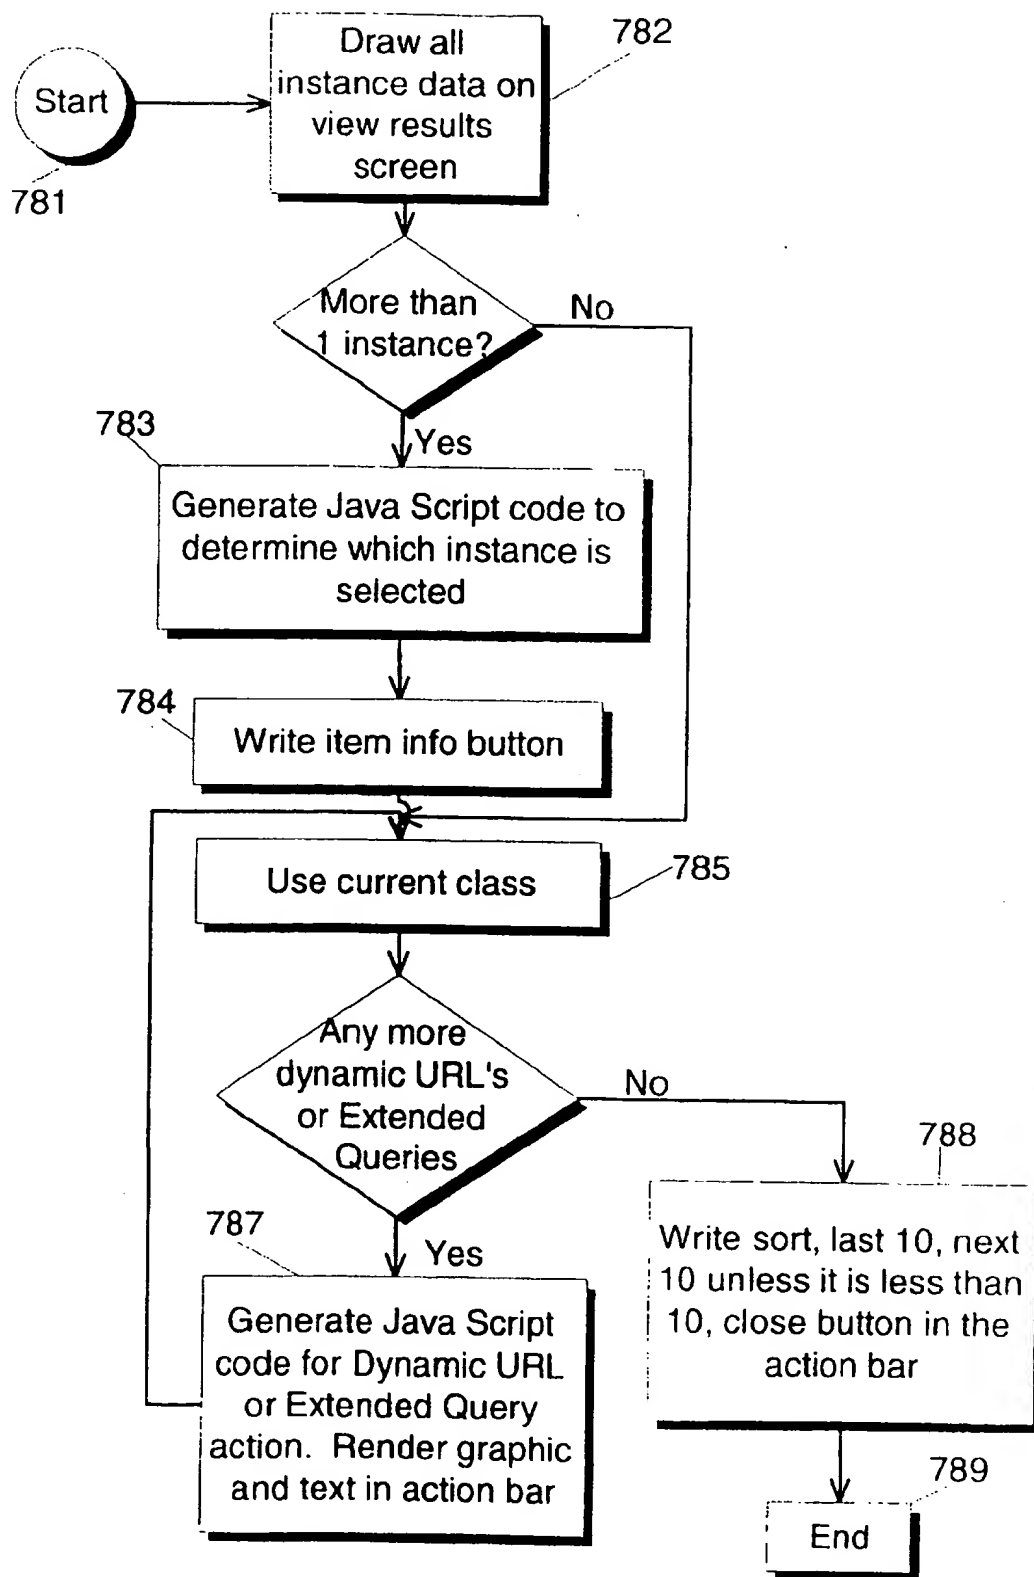 782
Draw all
instance data on
view results
screen
Start
781
More than
1 instance?
No
Yes
783
Generate Java Script code to
determine which instance is
selected
784
Write item info button
Use current class
785
Any more
dynamic URL's
or Extended
Queries
No
Yes
787
Generate Java Script
code for Dynamic URL
or Extended Query
action. Render graphic
and text in action bar
788
Write sort, last 10, next
10 unless it is less than
10, close button in the
action bar
789
End